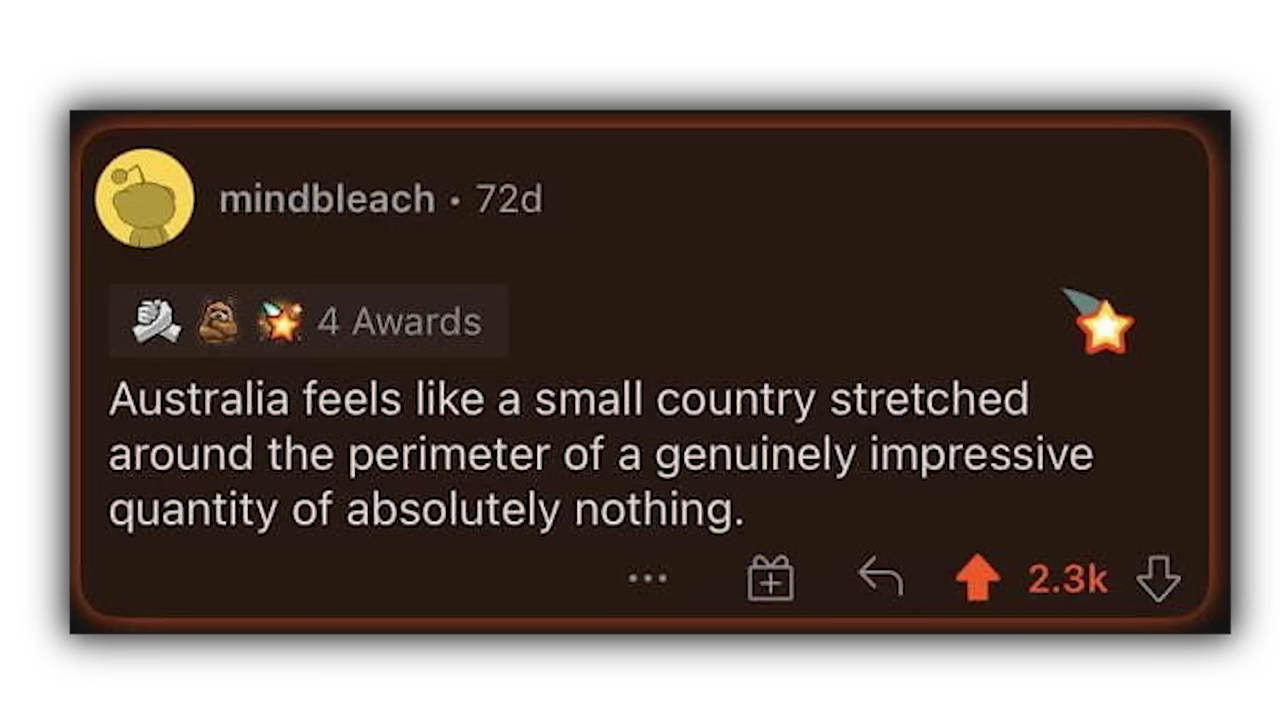 mindbleach • 72d
4 Awards
Australia feels like a small country stretched
around the perimeter of a genuinely impressive
quantity of absolutely nothing.
2.3k